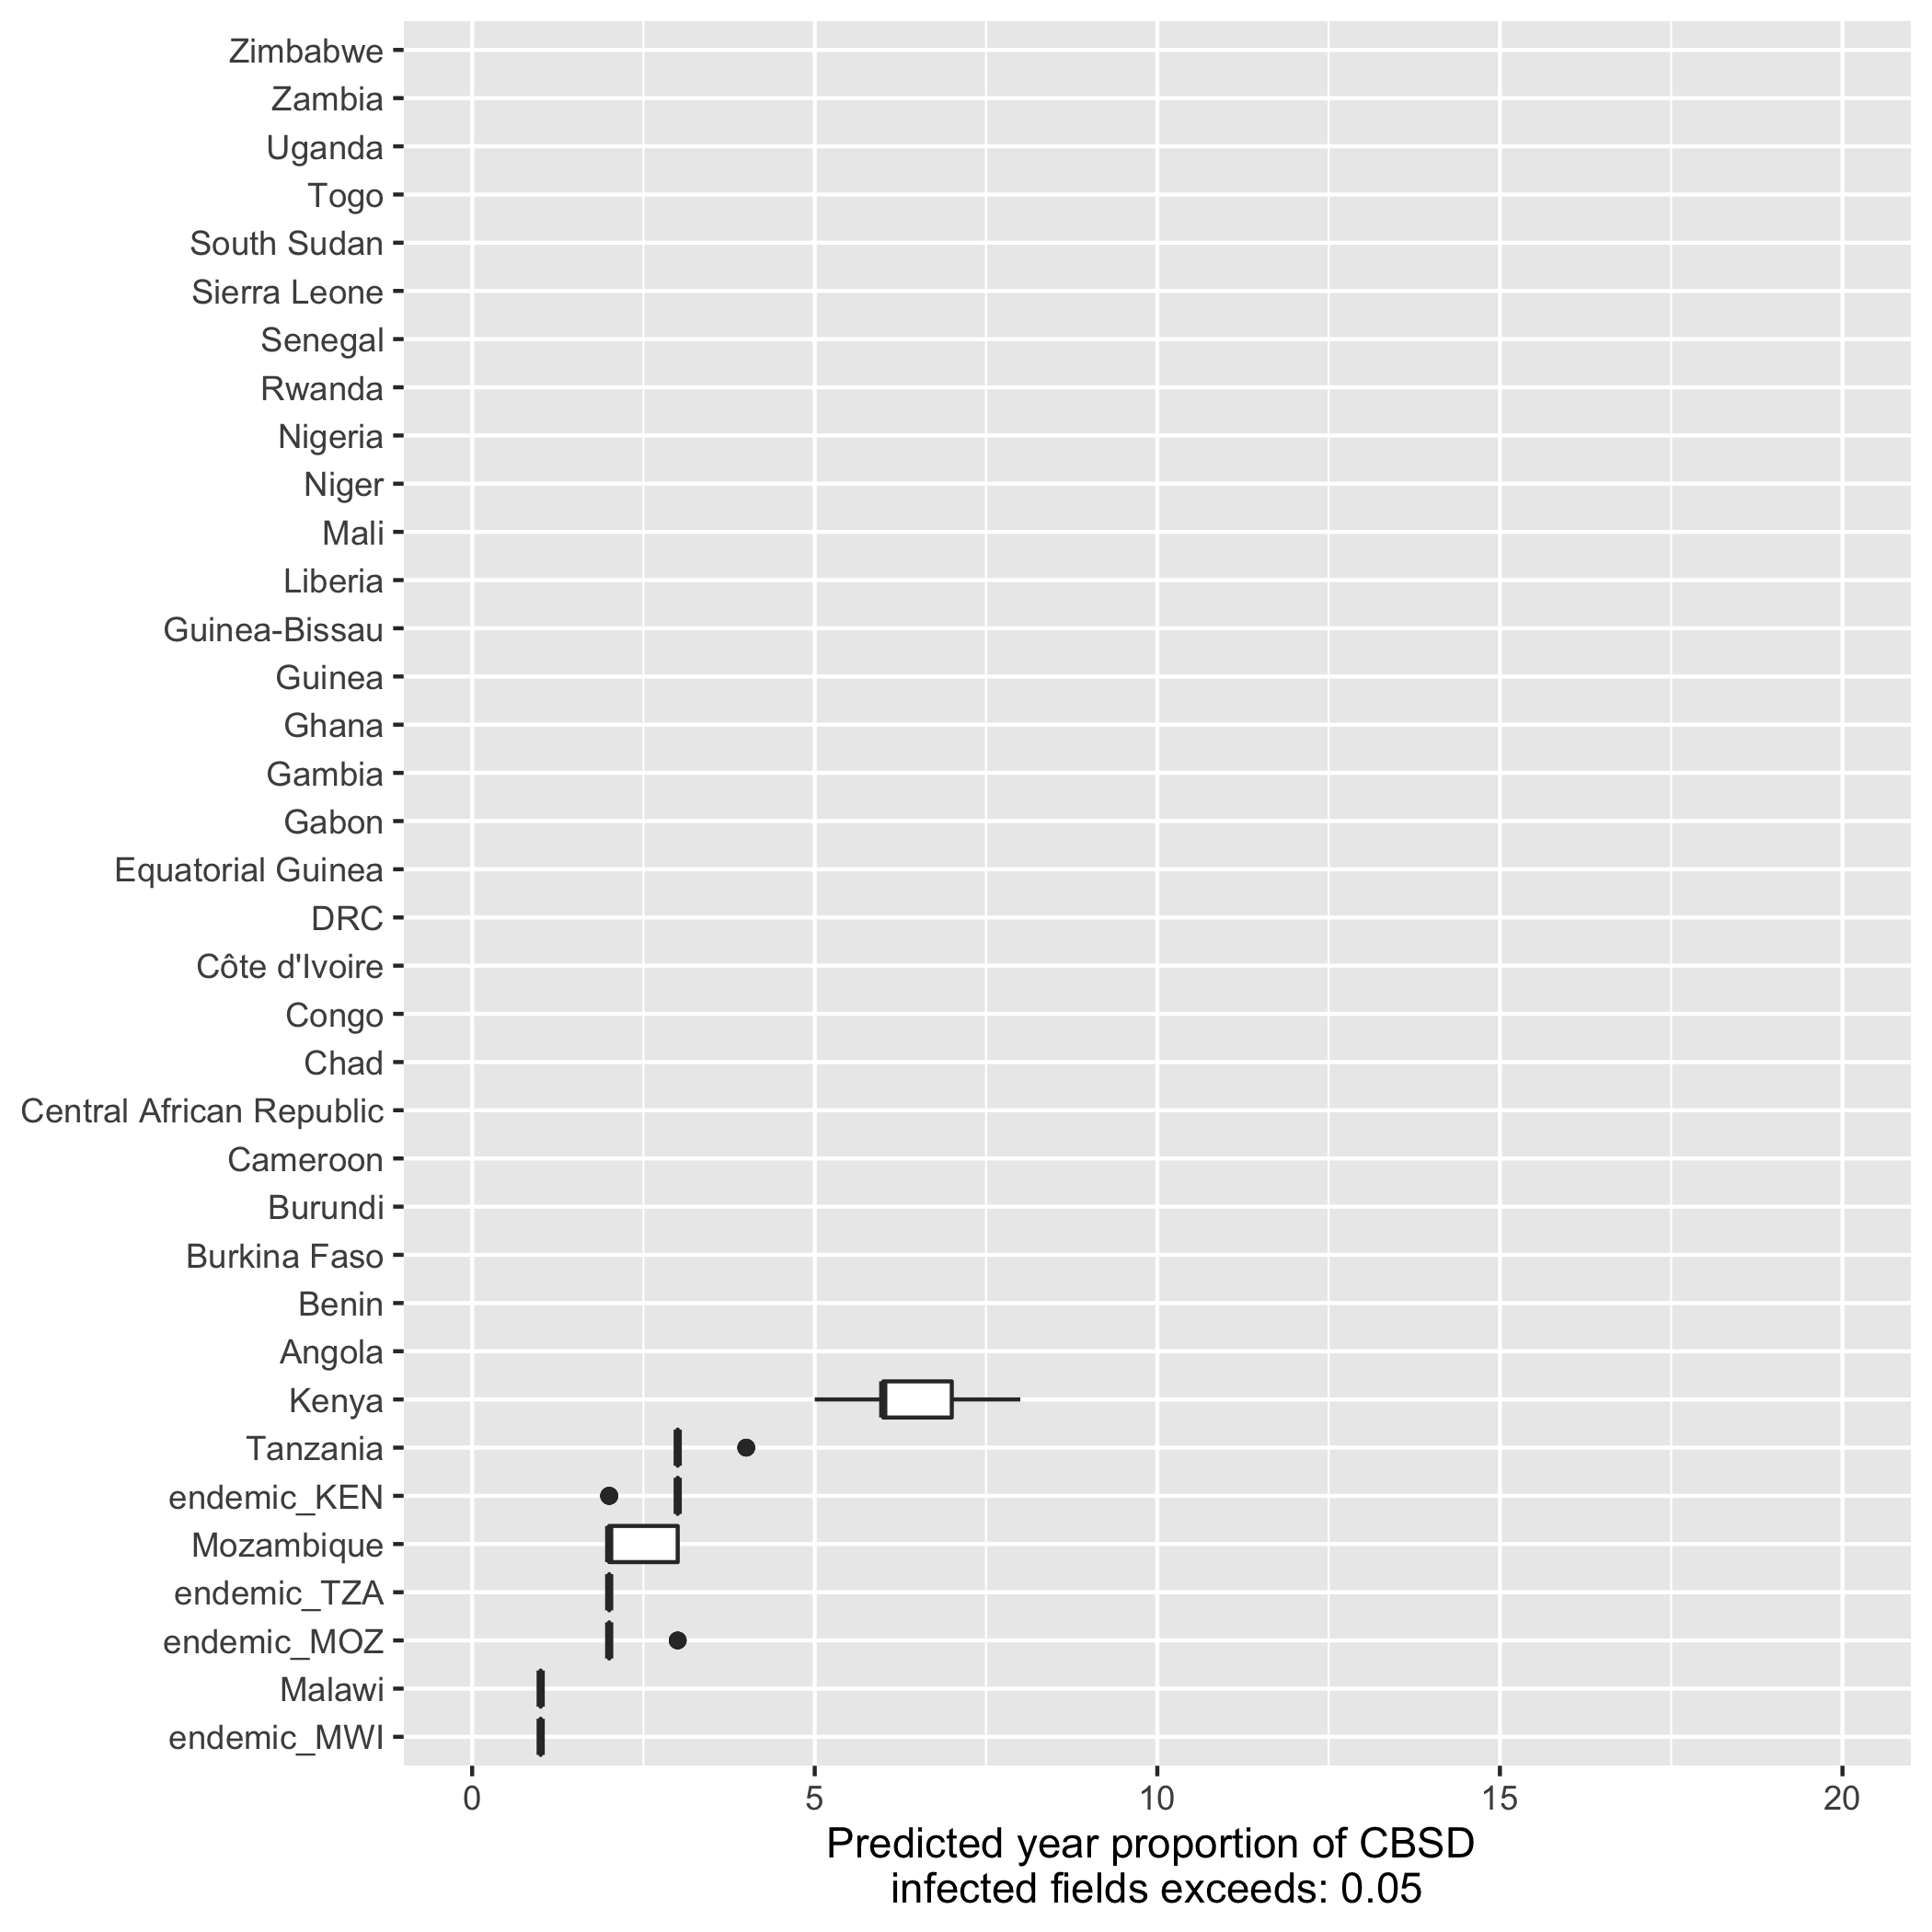 Zimbabwe
Zambia
Uganda
Togo
South Sudan
Sierra Leone
Senegal
Rwanda
Nigeria
Niger
Mali
Liberia
Guinea-Bissau
Guinea
Ghana
Gambia
Gabon
Equatorial Guinea
DRC
Côte d'Ivoire
Congo
Chad
Central African Republic
Cameroon
Burundi
Burkina Faso
Benin
Angola
Kenya
Tanzania
endemic_KEN
Mozambique
endemic_TZA
endemic_MOZ
Malawi
endemic_MWI
0 5 10 15 20
Predicted year proportion of CBSD
infected fields exceeds: 0.05